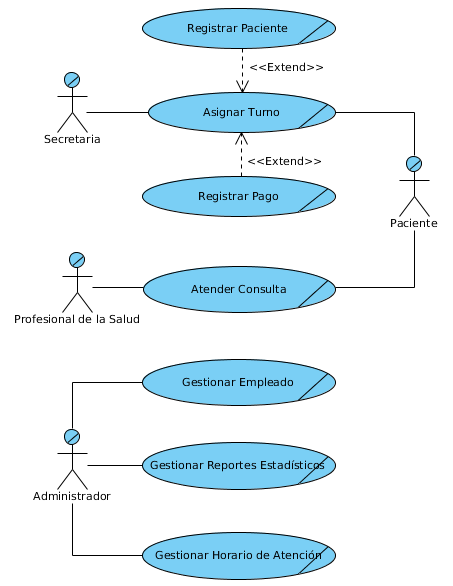 Registrar Paciente
<<Extend>>
Asignar Turno
Secretaria
<<Extend>>
Registrar Pago
Paciente
Atender Consulta
Profesional de la Salud
Gestionar Empleado
Gestionar Reportes Estadísticos
Administrador
Gestionar Horario de Atención